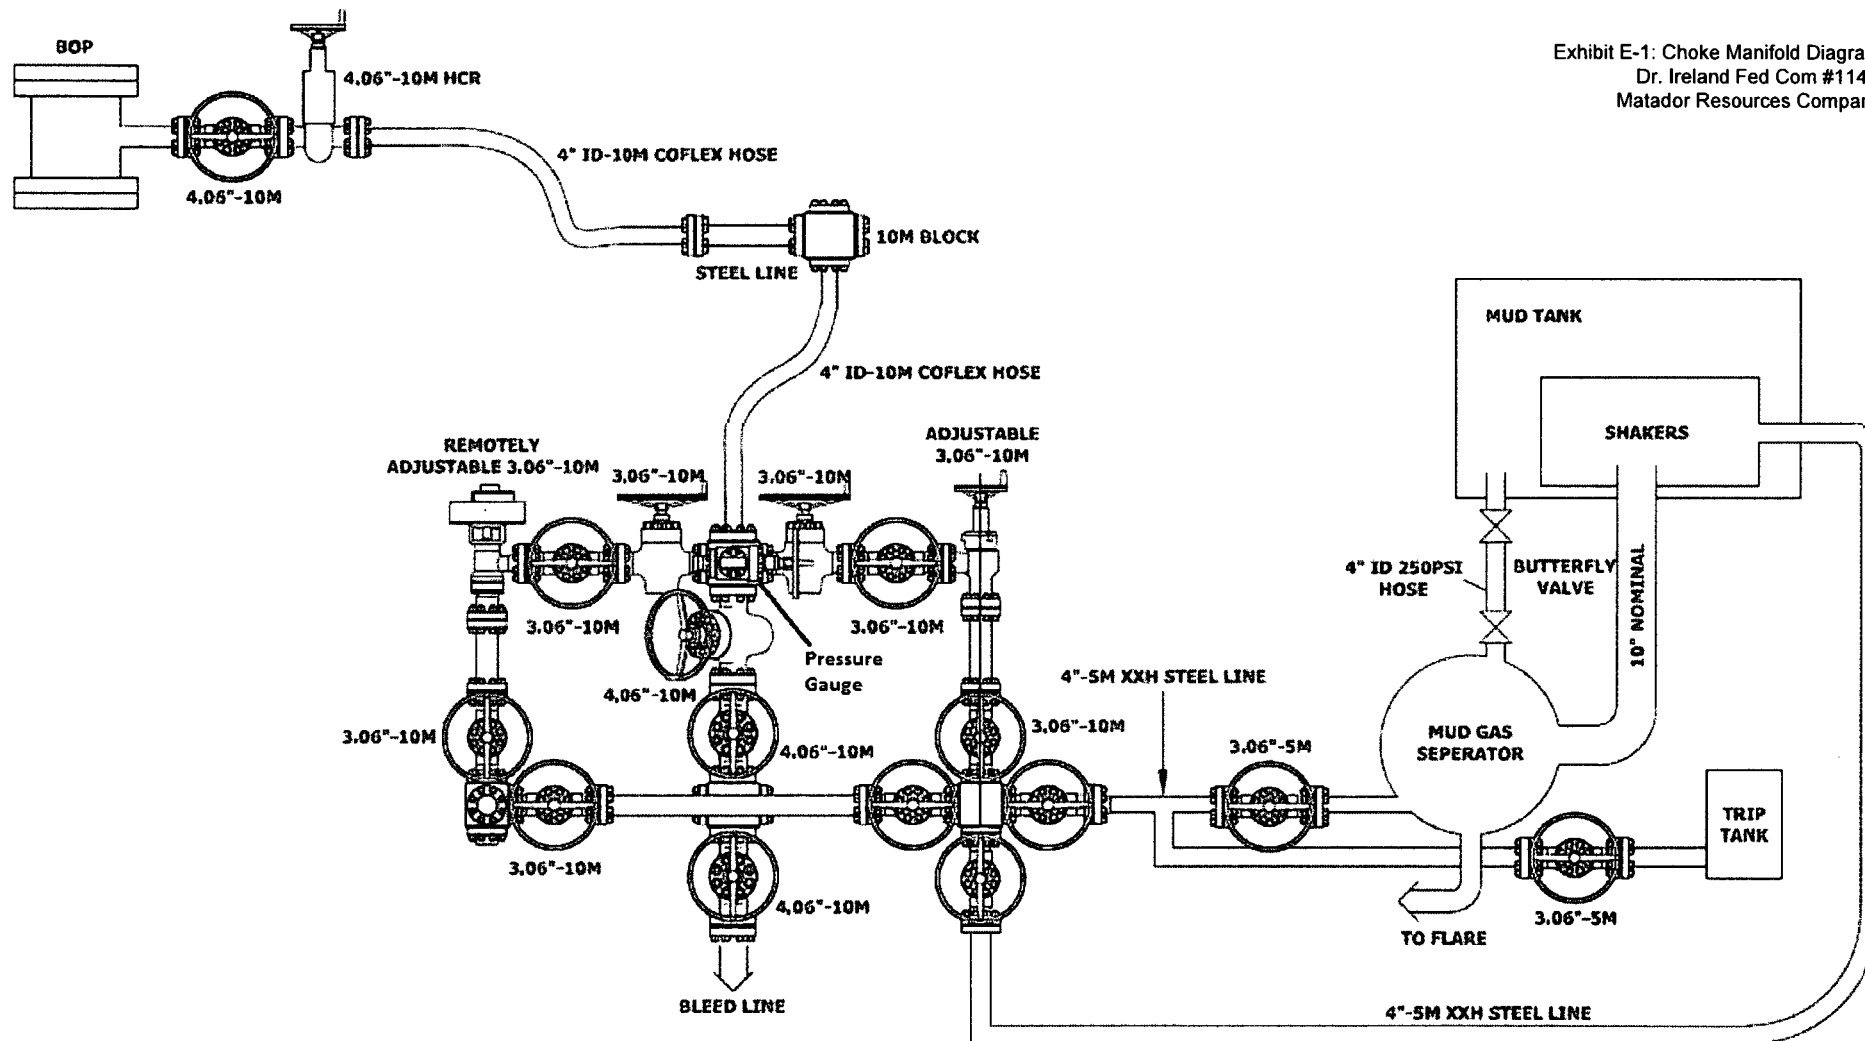 Exhibit E-1: Choke Manifold Diagra
Dr. Ireland Fed Com #114
Matador Resources Compar
BOP
4.06"-10M HCR
4.06"-10M
4" ID-10M COFLEX HOSE
10M BLOCK
STEEL LINE
4" ID-10M COFLEX HOSE
MUD TANK
SHAKERS
REMOTELY
ADJUSTABLE 3.06"-10M
3.06"-10M
3.06"-10M
ADJUSTABLE
3.06"-10M
4" ID 250PSI
HOSE
BUTTERFLY
VALVE
10" NOMINAL
3.06"-10M
3.06"-10M
Pressure
Gauge
4.06"-10M
4"-5M XXH STEEL LINE
3.06"-10M
4.06"-10M
3.06"-10M
3.06"-5M
MUD GAS
SEPERATOR
TRIP
TANK
3.06"-10M
4.06"-10M
3.06"-5M
TO FLARE
BLEED LINE
4"-5M XXH STEEL LINE